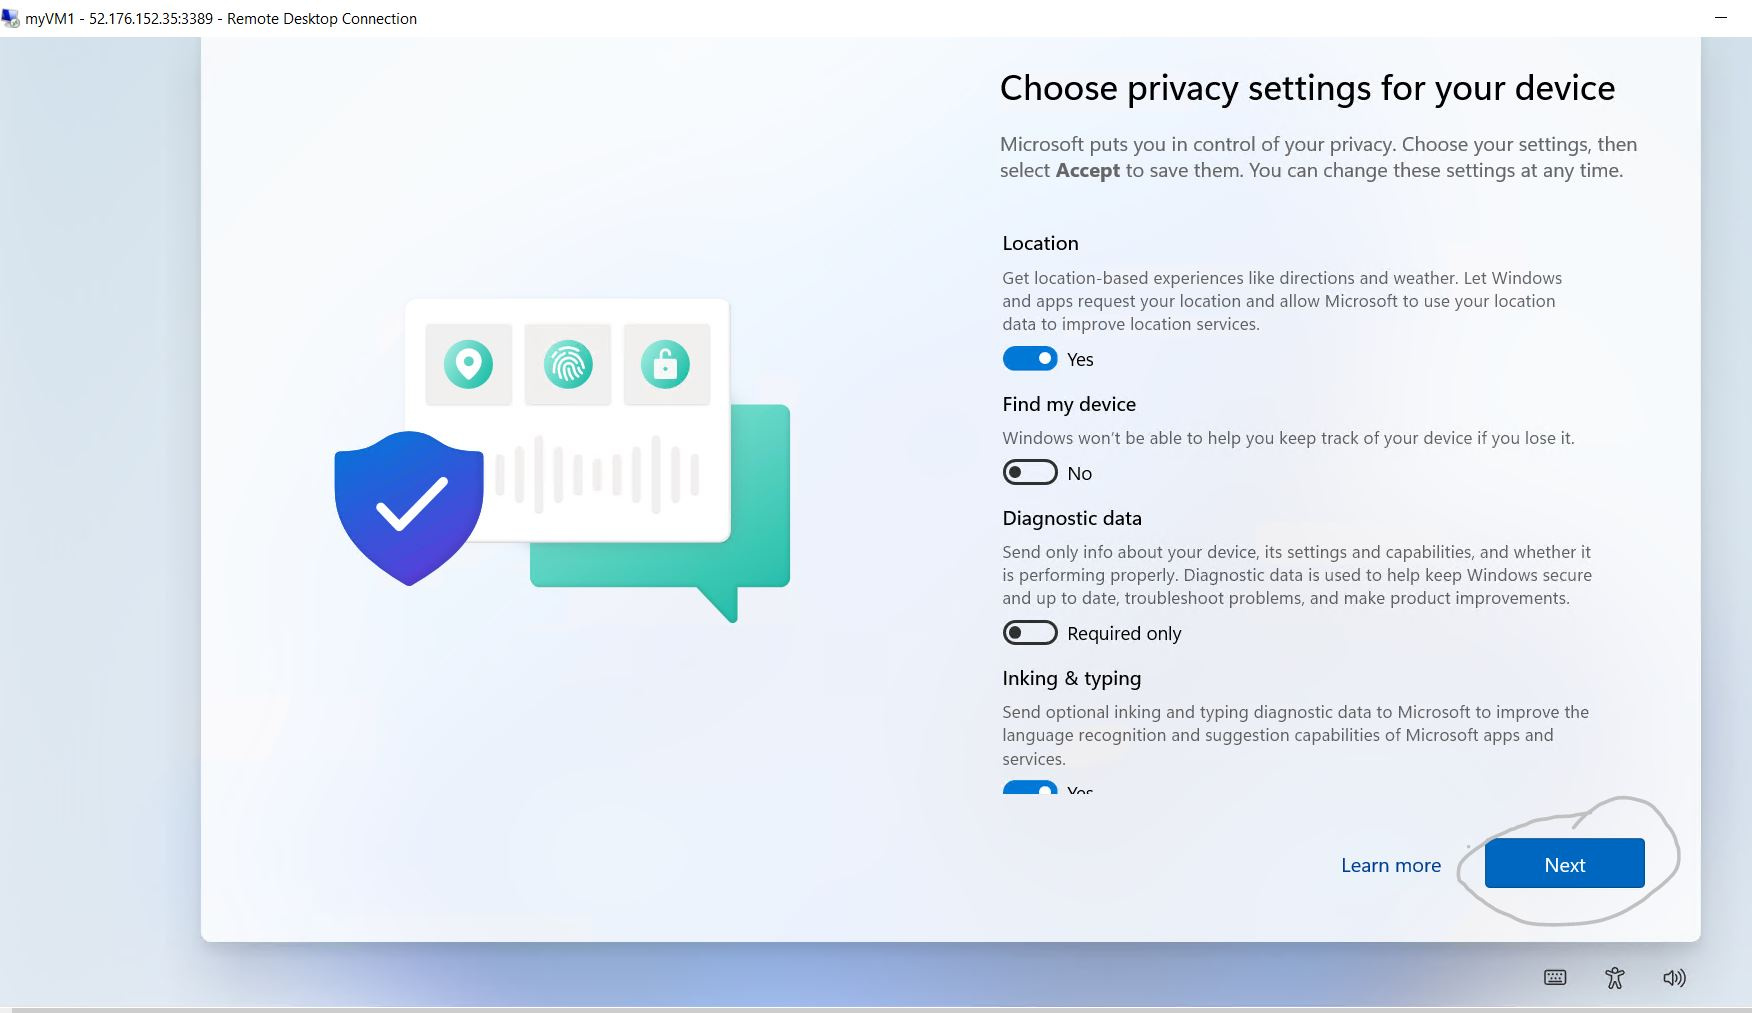 myVM1 - 52.176.152.35:3389 - Remote Desktop Connection
Choose privacy settings for your device
Microsoft puts you in control of your privacy. Choose your settings, then
select Accept to save them. You can change these settings at any time.
Location
Get location-based experiences like directions and weather. Let Windows
and apps request your location and allow Microsoft to use your location
data to improve location services.
Yes
Find my device
Windows won't be able to help you keep track of your device if you lose it.
No
Diagnostic data
Send only info about your device, its settings and capabilities, and whether it
is performing properly. Diagnostic data is used to help keep Windows secure
and up to date, troubleshoot problems, and make product improvements.
Required only
Inking & typing
Send optional inking and typing diagnostic data to Microsoft to improve the
language recognition and suggestion capabilities of Microsoft apps and
services.
Yes
Learn more
Next